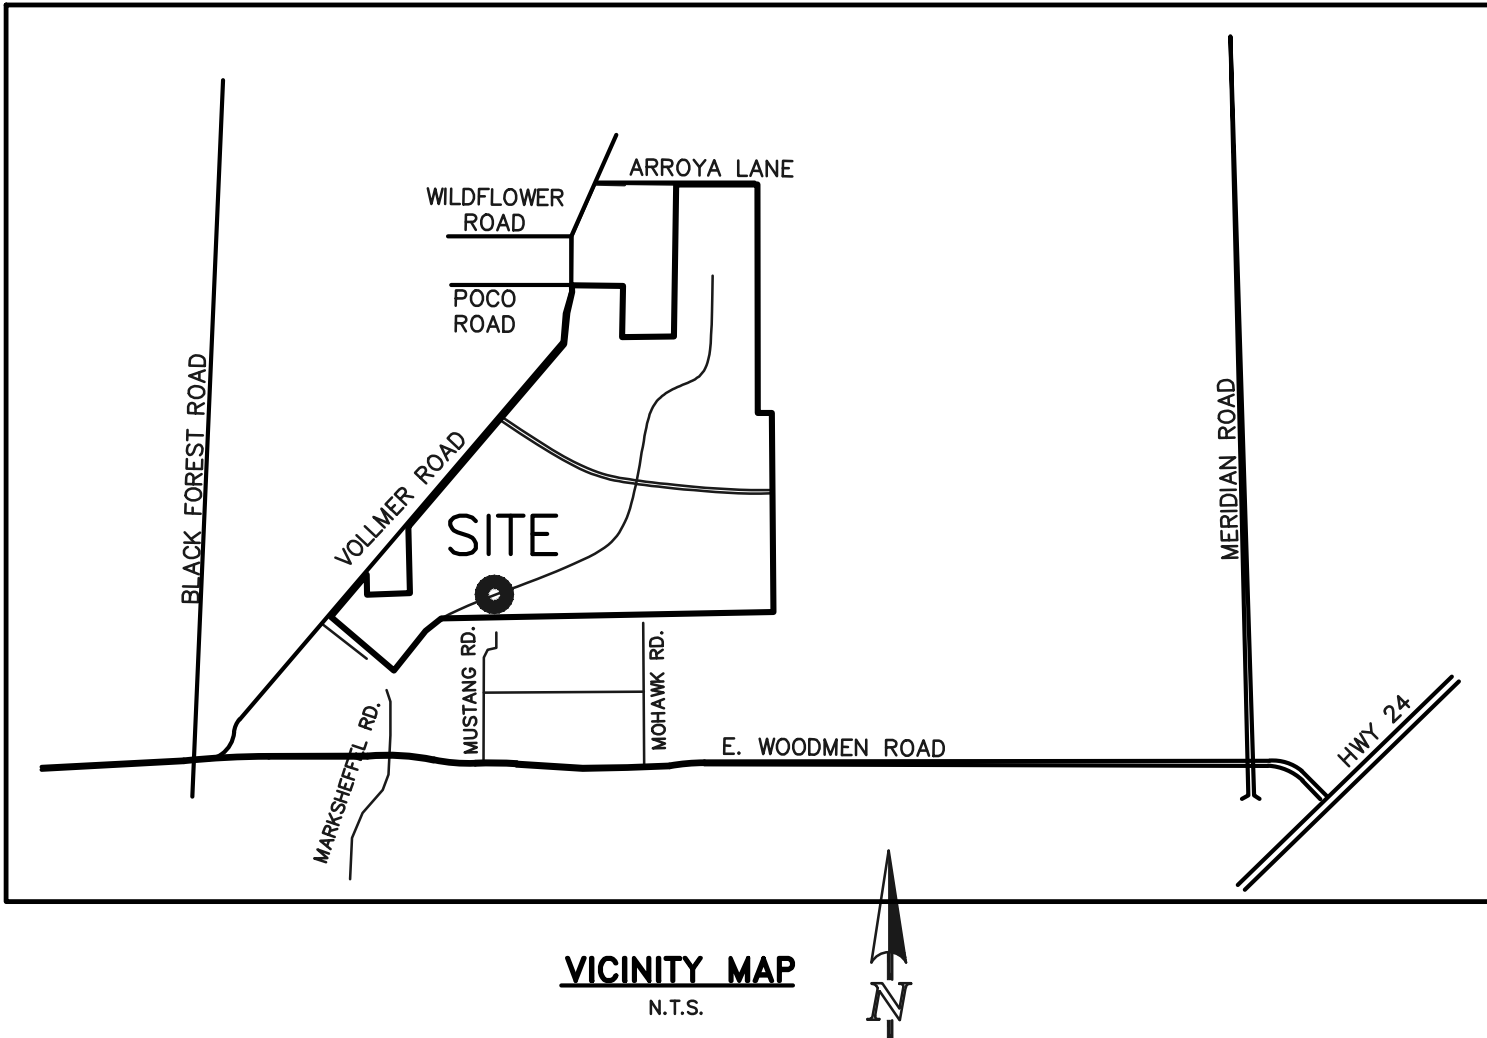 ARROYA LANE
WILDFLOWER
ROAD
POCO
ROAD
BLACK FOREST ROAD
VOLLMER ROAD
MERIDIAN ROAD
SITE
MUSTANG RD.
MOHAWK RD.
MARKSHEFFEL RD.
E. WOODMEN ROAD
HWY 24
VICINITY MAP
N.T.S.
N